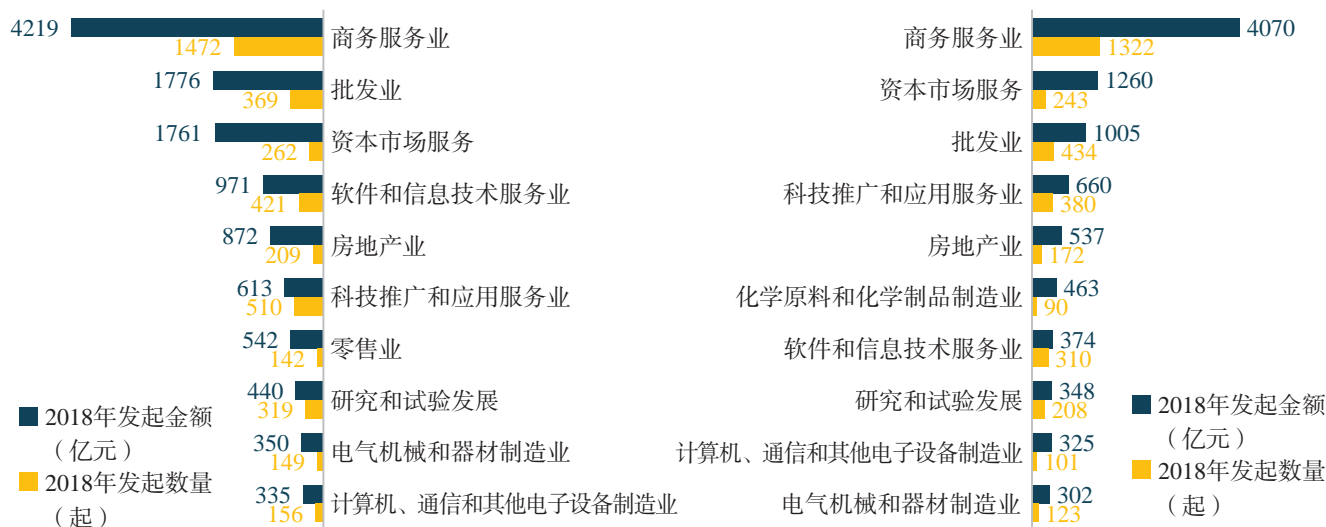 4219
1472
商务服务业
1776
369
批发业
1761
262
资本市场服务
971
421
软件和信息技术服务业
872
209
房地产业
613
510
科技推广和应用服务业
542
142
零售业
440
319
研究和试验发展
350
149
电气机械和器材制造业
335
156
计算机、通信和其他电子设备制造业
2018年发起金额
（亿元）
2018年发起数量
（起）
商务服务业
4070
1322
资本市场服务
1260
243
批发业
1005
434
科技推广和应用服务业
660
380
房地产业
537
172
化学原料和化学制品制造业
463
90
软件和信息技术服务业
374
310
研究和试验发展
348
208
计算机、通信和其他电子设备制造业
325
101
电气机械和器材制造业
302
123
2018年发起金额
（亿元）
2018年发起数量
（起）